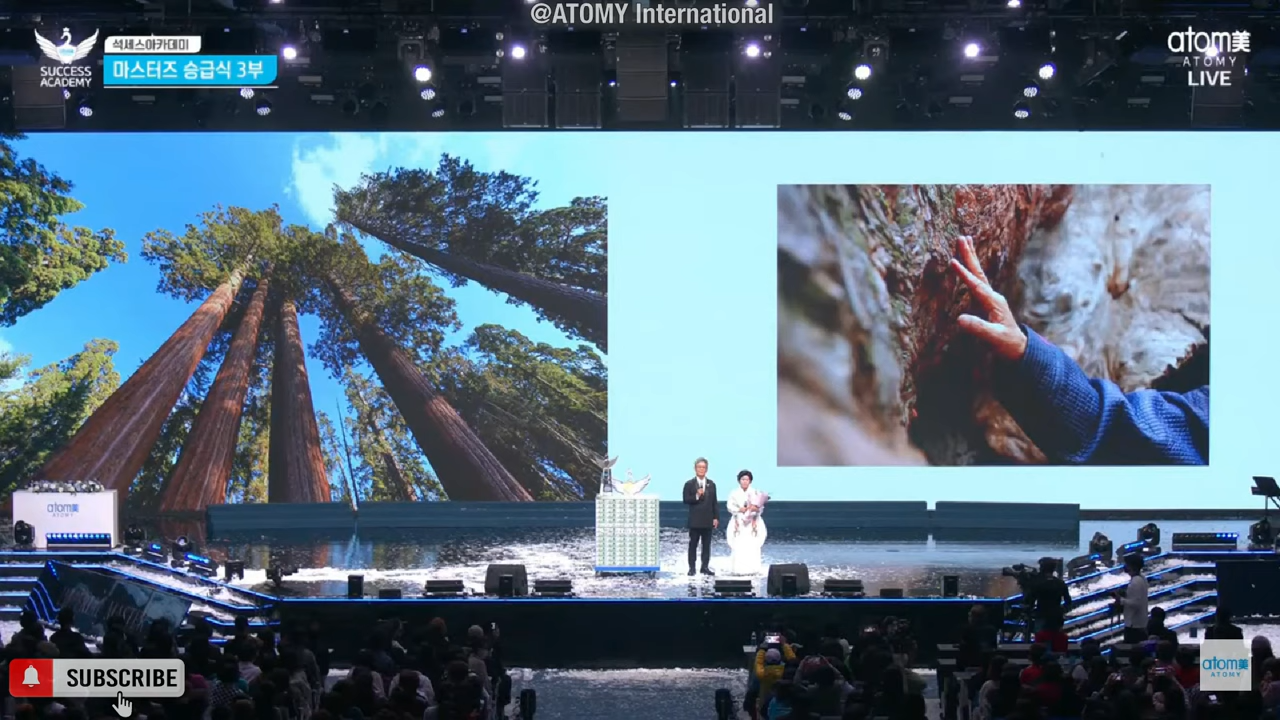 @ATOMY International
SUCCESS
ACADEMY
석세스아카데미
마스터즈 승급식 3부
atom美
ATOMY
LIVE
atom美
ATOMY
SUBSCRIBE
atom美
ATOMY